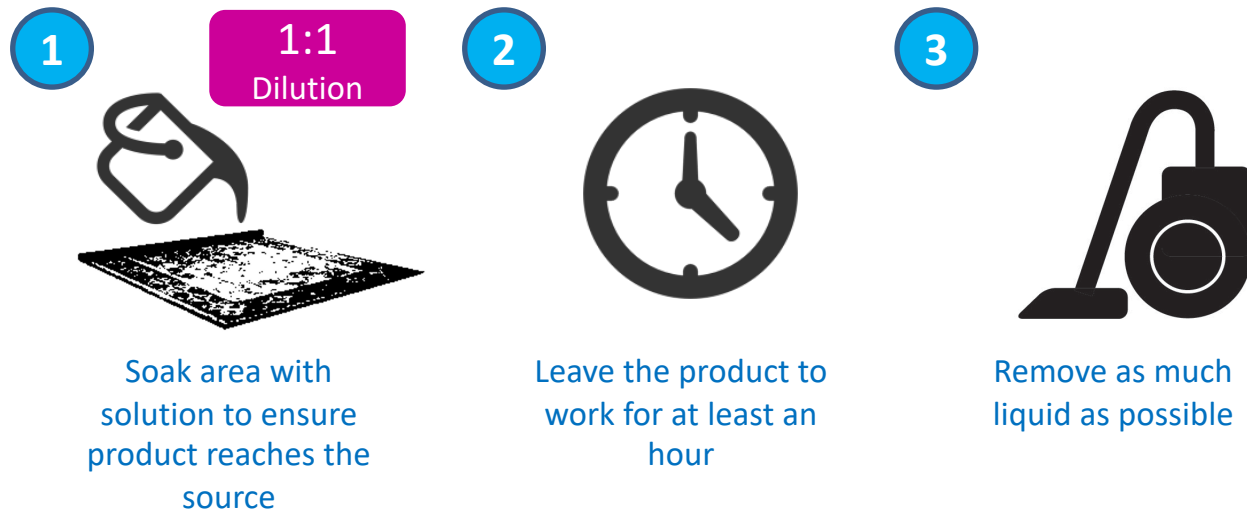 1
1:1
Dilution
Soak area with
solution to ensure
product reaches the
source
2
Leave the product to
work for at least an
hour
3
Remove as much
liquid as possible